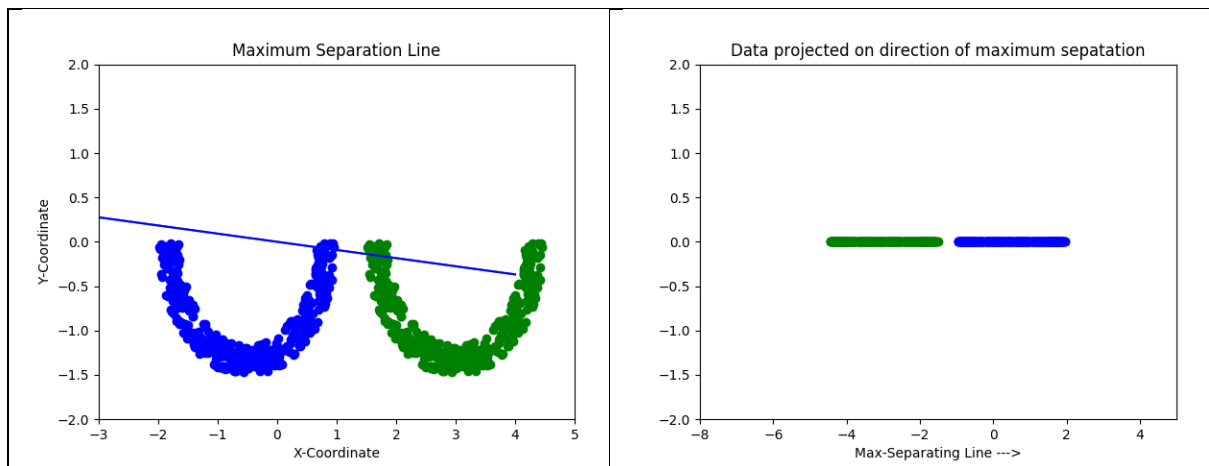 Maximum Separation Line
2.0
1.5
1.0
0.5
0.0
−0.5
−1.0
−1.5
−2.0
Y-Coordinate
−3 −2 −1 0 1 2 3 4 5
X-Coordinate
Data projected on direction of maximum sepatation
2.0
1.5
1.0
0.5
0.0
−0.5
−1.0
−1.5
−2.0
−8 −6 −4 −2 0 2 4
Max-Separating Line --->